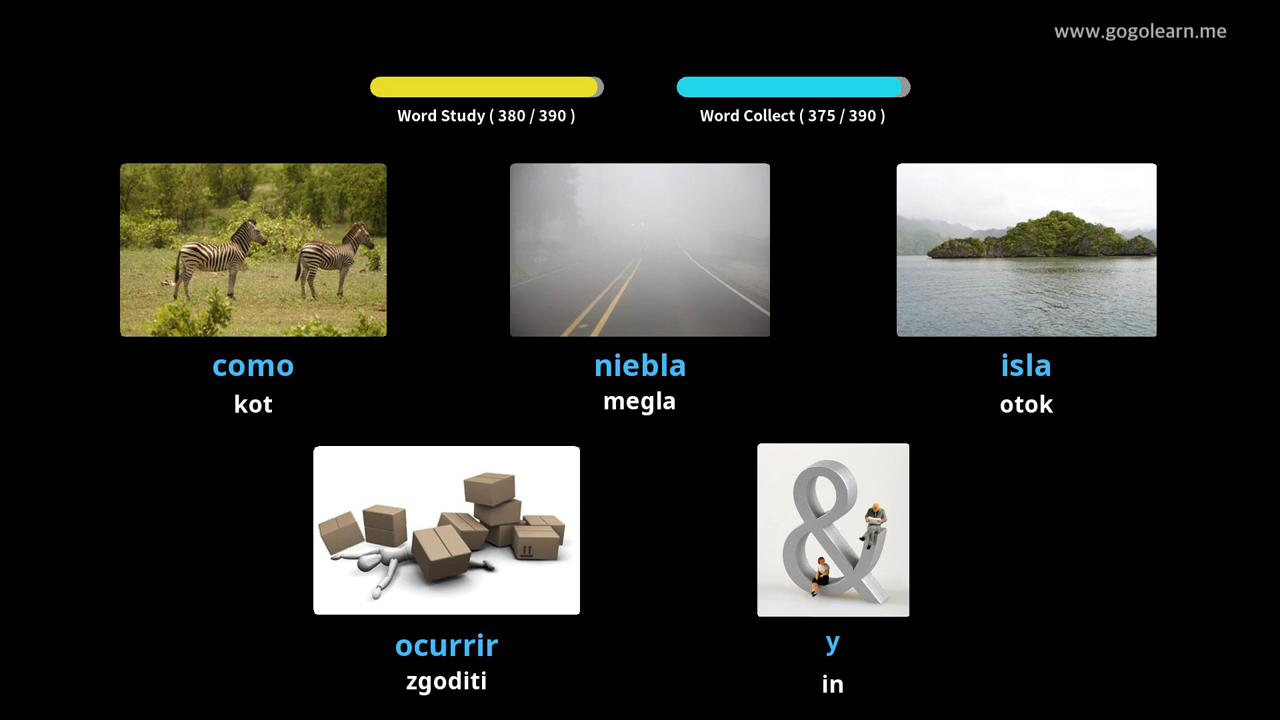 www.gogolearn.me
Word Study ( 380 / 390 )
Word Collect ( 375 / 390 )
como
kot
niebla
megla
isla
otok
ocurrir
zgoditi
y
in
&